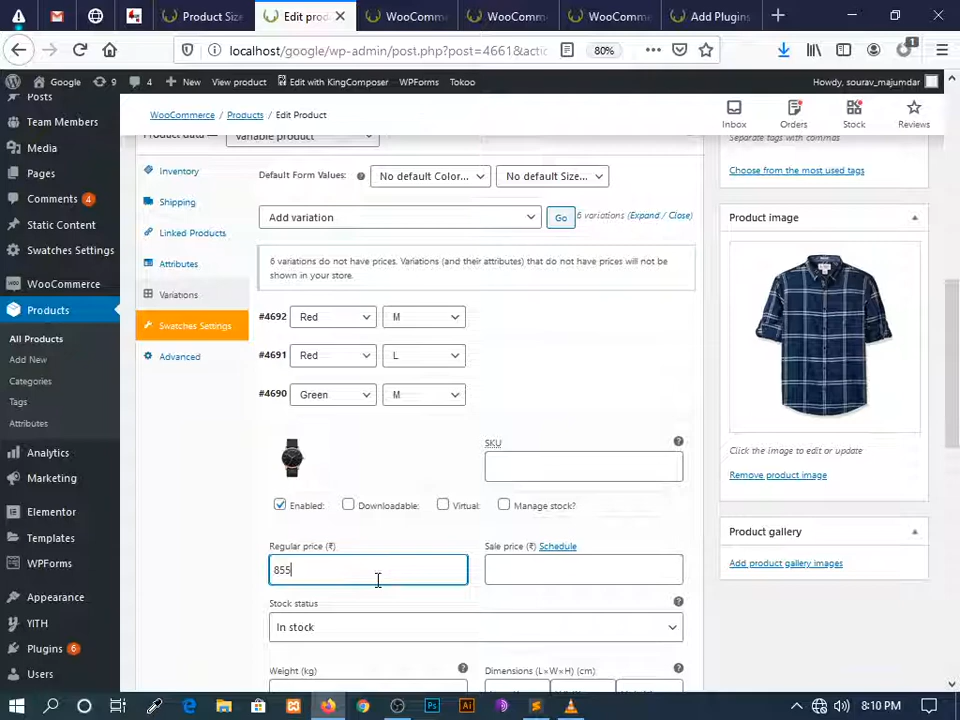 Product Size
Edit prod
WooComme
WooComm
WooComm
Add Plugins
localhost/google/wp-admin/post.php?post=4661&actio
80%
1
Google
9
4
New
View product
Edit with KingComposer
WPForms
Tokoo
Howdy, sourav_majumdar
Posts
Team Members
Media
Pages
Comments 4
Static Content
Swatches Settings
WooCommerce
Products
All Products
Add New
Categories
Tags
Attributes
Analytics
Marketing
Elementor
Templates
WPForms
Appearance
YITH
Plugins 6
Users
WooCommerce / Products / Edit Product
Inbox
Orders
Stock
Reviews
Product data — Variable product
Inventory
Shipping
Linked Products
Attributes
Variations
Swatches Settings
Advanced
Default Form Values:
No default Color...
No default Size...
Add variation
Go
6 variations (Expand / Close)
6 variations do not have prices. Variations (and their attributes) that do not have prices will not be
shown in your store.
#4692 Red M
#4691 Red L
#4690 Green M
SKU
Enabled:
Downloadable:
Virtual:
Manage stock?
Regular price (₹)
Sale price (₹) Schedule
855
Stock status
In stock
Weight (kg)
Dimensions (L×W×H) (cm)
Separate tags with commas
Choose from the most used tags
Product image
Click the image to edit or update
Remove product image
Product gallery
Add product gallery images
8:10 PM